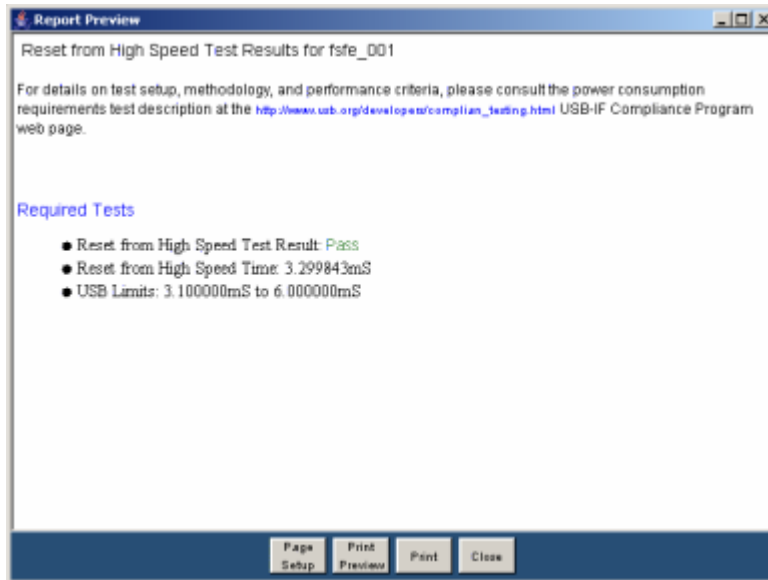 Report Preview
Reset from High Speed Test Results for fsfe_001
For details on test setup, methodology, and performance criteria, please consult the power consumption
requirements test description at the http://www.usb.org/developers/complian_testing.html USB-IF Compliance Program
web page.
Required Tests
● Reset from High Speed Test Result: Pass
● Reset from High Speed Time: 3.299843mS
● USB Limits: 3.100000mS to 6.000000mS
Page Setup
Print Preview
Print
Close